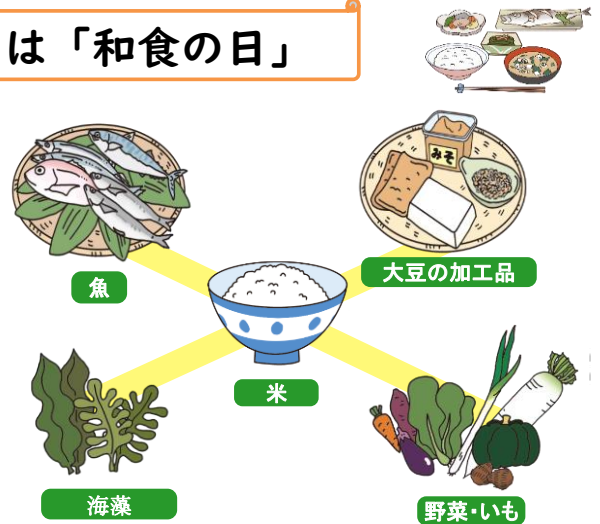 は「和食の日」
みそ
魚
大豆の加工品
米
海藻
野菜・いも